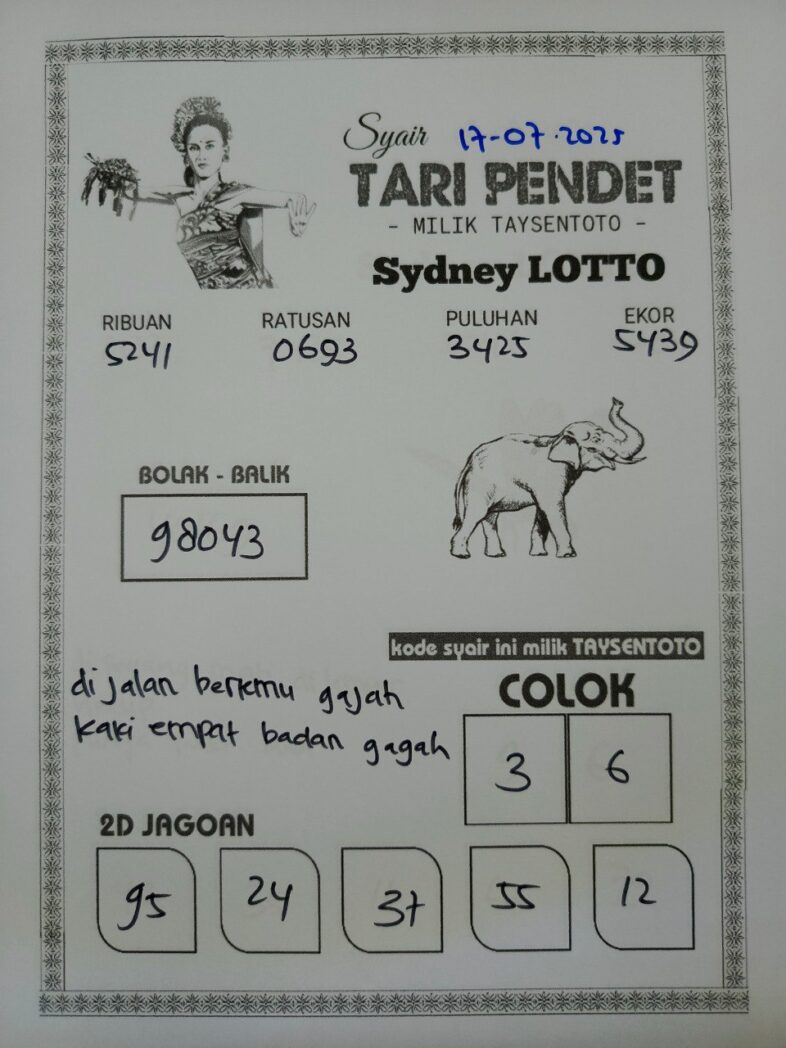 Syair 17-07-2025
TARI PENDET
- MILIK TAYSENTOTO -
Sydney LOTTO
RIBUAN RATUSAN PULUHAN EKOR
5241 0693 3425 5439
BOLAK - BALIK
98043
kode syair ini milik TAYSENTOTO
di jalan bertemu gajah
kaki empat badan gagah
COLOK
3 6
2D JAGOAN
95 24 37 55 12